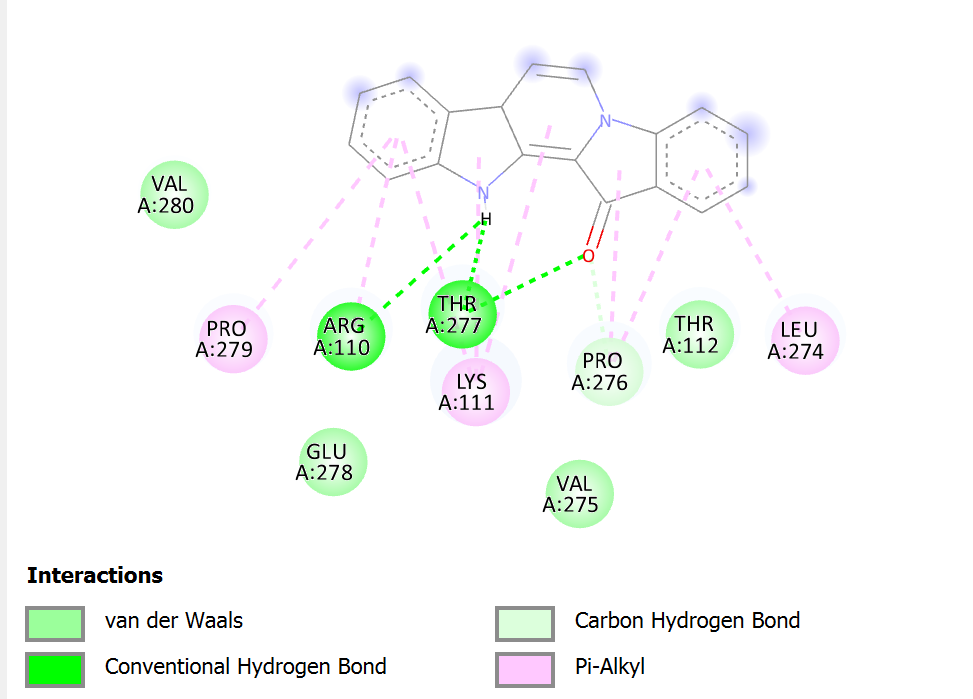 N
N
H
O
VAL
A:280
THR
A:277
PRO
A:279
ARG
A:110
THR
A:112
LEU
A:274
PRO
A:276
LYS
A:111
GLU
A:278
VAL
A:275
Interactions
van der Waals
Conventional Hydrogen Bond
Carbon Hydrogen Bond
Pi-Alkyl